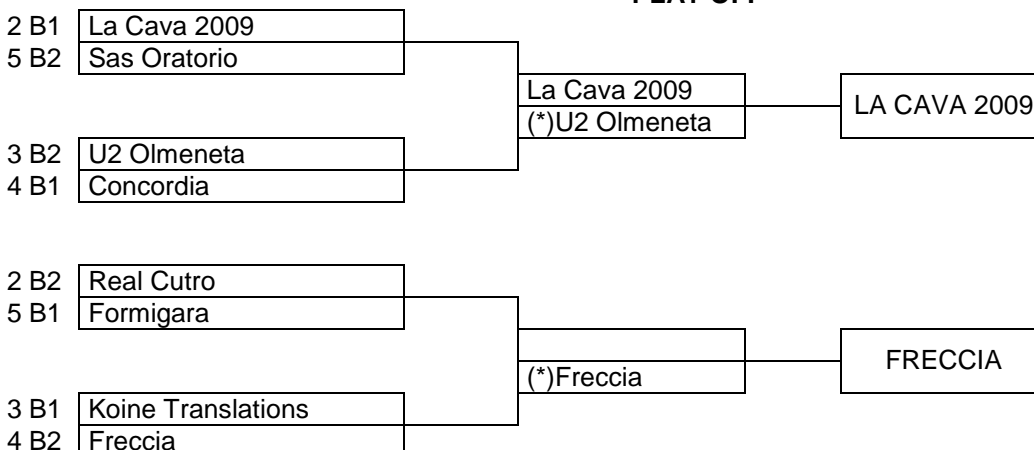 2 B1 La Cava 2009
5 B2 Sas Oratorio
La Cava 2009
(*)U2 Olmeneta
LA CAVA 2009
3 B2 U2 Olmeneta
4 B1 Concordia
2 B2 Real Cutro
5 B1 Formigara
(*)Freccia
FRECCIA
3 B1 Koine Translations
4 B2 Freccia